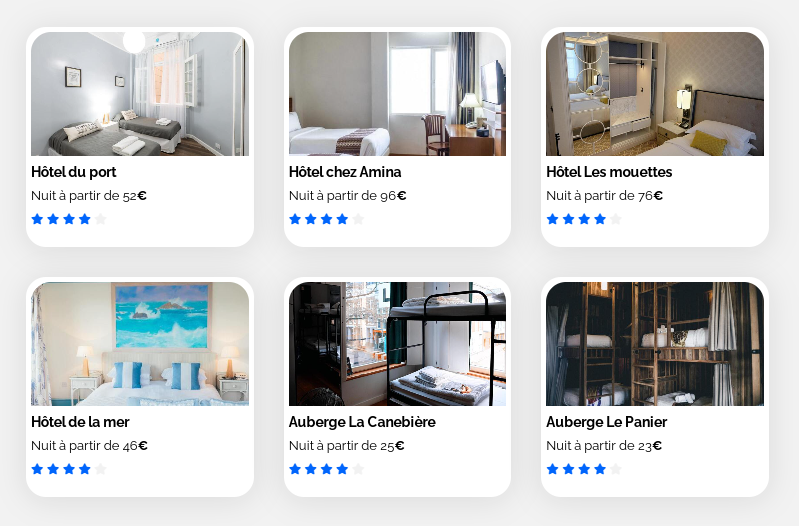 Hôtel du port
Nuit à partir de 52€
Hôtel chez Amina
Nuit à partir de 96€
Hôtel Les mouettes
Nuit à partir de 76€
Hôtel de la mer
Nuit à partir de 46€
Auberge La Canebière
Nuit à partir de 25€
Auberge Le Panier
Nuit à partir de 23€